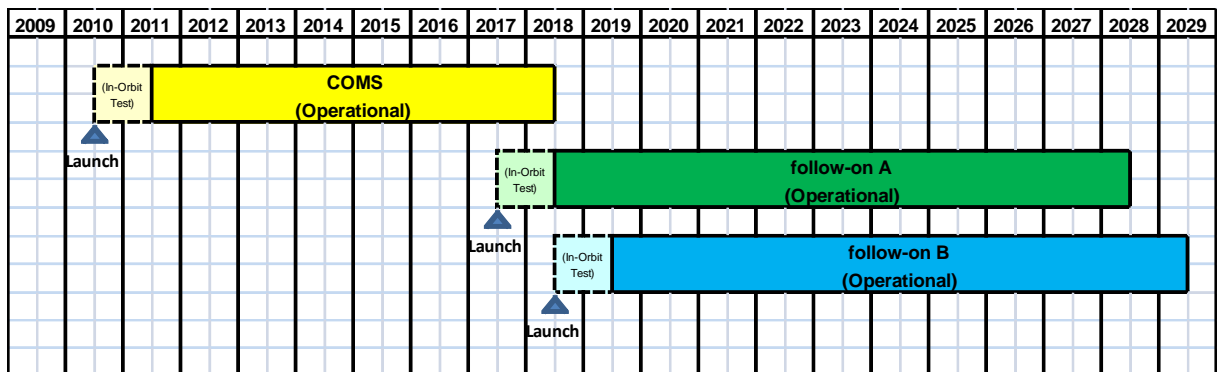 2009 2010 2011 2012 2013 2014 2015 2016 2017 2018 2019 2020 2021 2022 2023 2024 2025 2026 2027 2028 2029
(In-Orbit
Test)
COMS
(Operational)
Launch
(In-Orbit
Test)
follow-on A
(Operational)
Launch
(In-Orbit
Test)
follow-on B
(Operational)
Launch